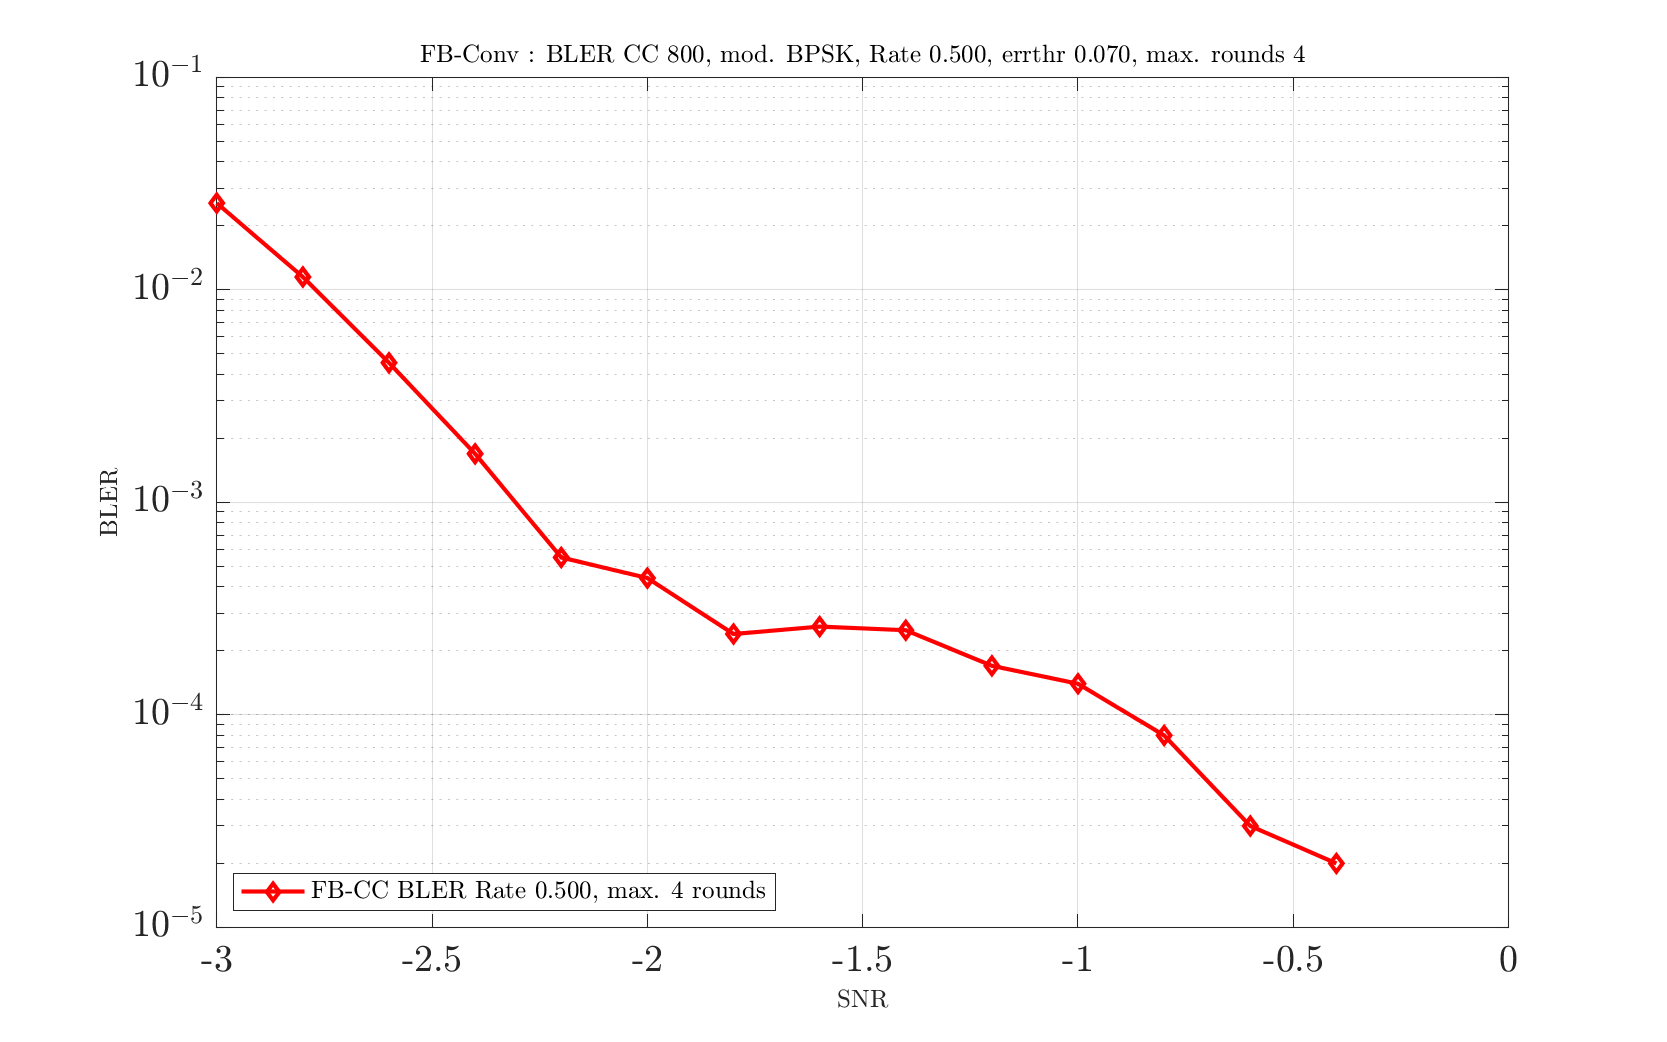 FB-Conv : BLER CC 800, mod. BPSK, Rate 0.500, errthr 0.070, max. rounds 4
10^{-1}
10^{-2}
10^{-3}
10^{-4}
10^{-5}
BLER
FB-CC BLER Rate 0.500, max. 4 rounds
-3 -2.5 -2 -1.5 -1 -0.5 0
SNR